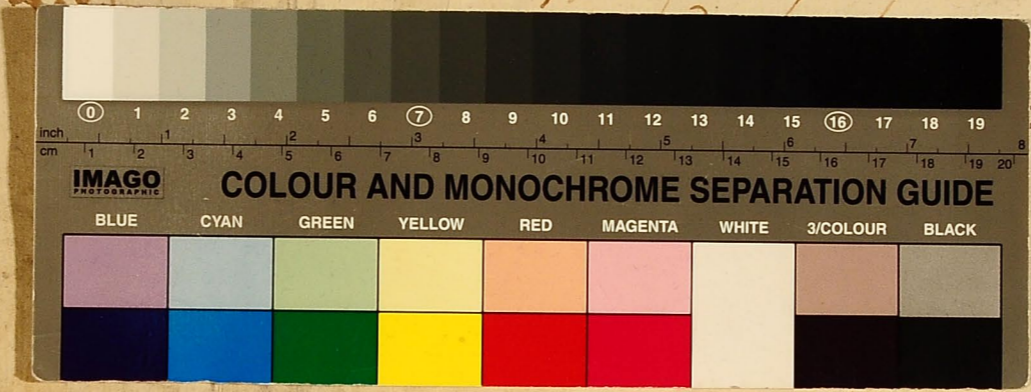 0 1 2 3 4 5 6 7 8 9 10 11 12 13 14 15 16 17 18 19
inch 1 2 3 4 5 6 7 8
cm 1 2 3 4 5 6 7 8 9 10 11 12 13 14 15 16 17 18 19 20
IMAGO
PHOTOGRAPHIC
COLOUR AND MONOCHROME SEPARATION GUIDE
BLUE CYAN GREEN YELLOW RED MAGENTA WHITE 3/COLOUR BLACK